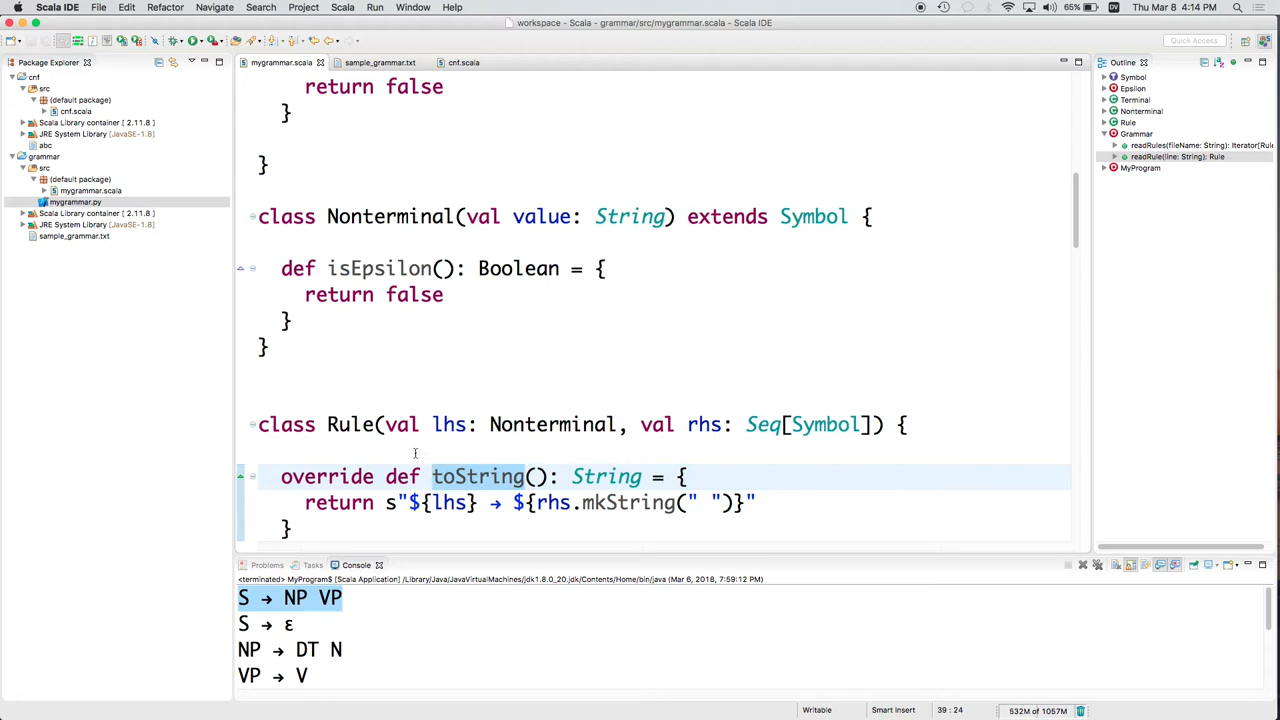 Scala IDE File Edit Refactor Navigate Search Project Scala Run Window Help 65% DV Thu Mar 8 4:14 PM
workspace - Scala - grammar/src/mygrammar.scala - Scala IDE
Quick Access
Package Explorer
cnf
src
(default package)
cnf.scala
Scala Library container [ 2.11.8 ]
JRE System Library [JavaSE-1.8]
abc
grammar
src
(default package)
mygrammar.scala
mygrammar.py
Scala Library container [ 2.11.8 ]
JRE System Library [JavaSE-1.8]
sample_grammar.txt
mygrammar.scala sample_grammar.txt cnf.scala
return false
}
}
class Nonterminal(val value: String) extends Symbol {
def isEpsilon(): Boolean = {
return false
}
}
class Rule(val lhs: Nonterminal, val rhs: Seq[Symbol]) {
override def toString(): String = {
return s"${lhs} → ${rhs.mkString(" ")}"
}
Outline
Symbol
Epsilon
Terminal
Nonterminal
Rule
Grammar
readRules(fileName: String): Iterator[Rule
readRule(line: String): Rule
MyProgram
Problems Tasks Console
<terminated> MyProgram$ [Scala Application] /Library/Java/JavaVirtualMachines/jdk1.8.0_20.jdk/Contents/Home/bin/java (Mar 6, 2018, 7:59:12 PM)
S → NP VP
S → ε
NP → DT N
VP → V
Writable Smart Insert 39 : 24 532M of 1057M